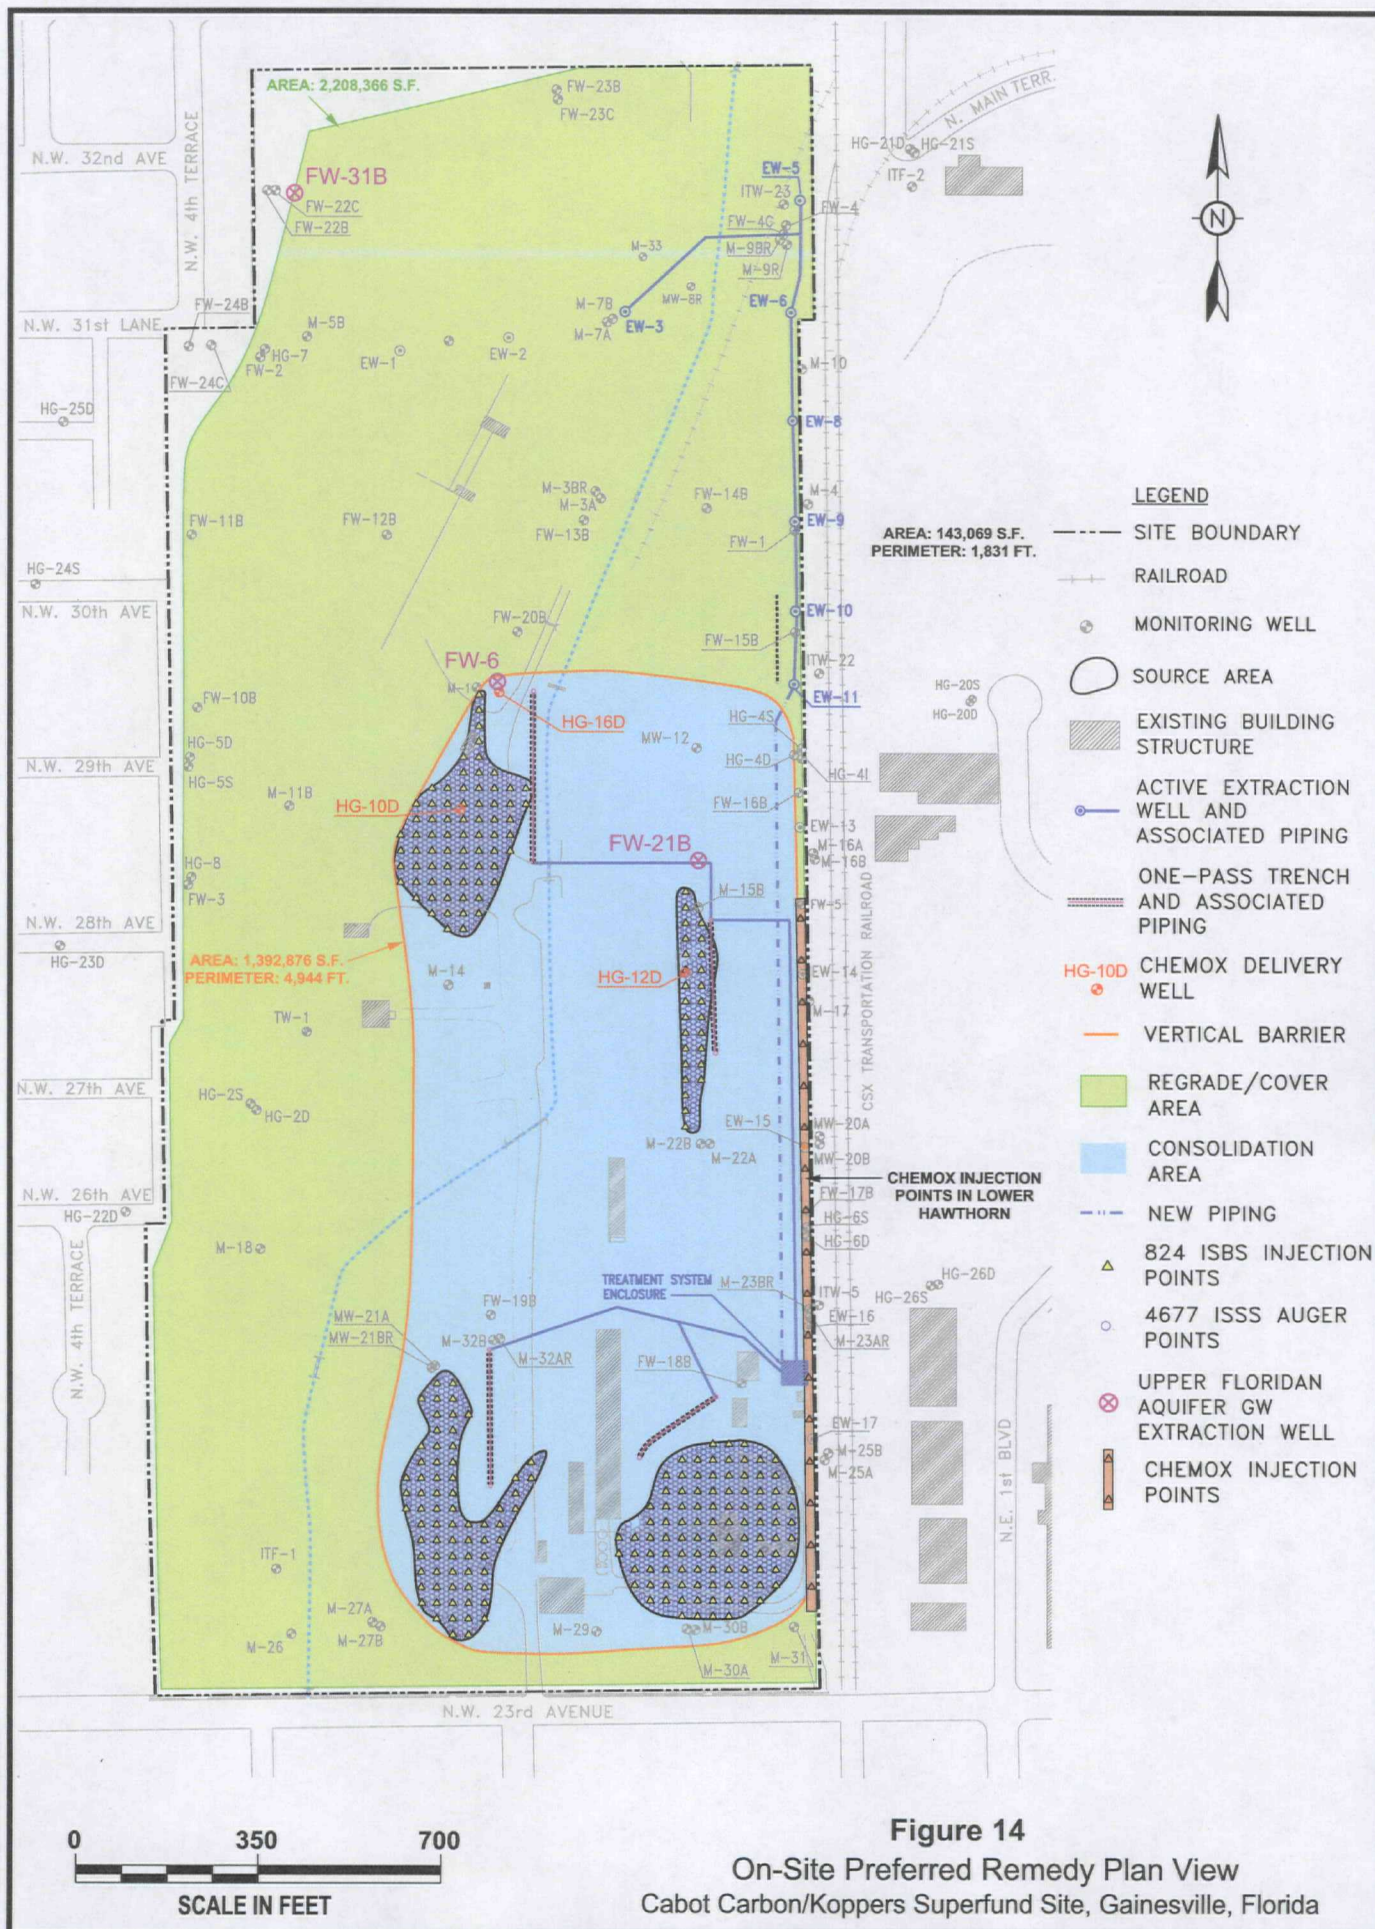 AREA: 2,208,366 S.F.
FW-23B
FW-23C
N. MAIN TERR.
N.W. 32nd AVE
N.W. 4th TERRACE
HG-21D
HG-21S
ITF-2
FW-31B
FW-22C
FW-22B
EW-5
ITW-23
FW-4
FW-4C
M-9BR
M-9R
M-33
MW-8R
EW-6
N
FW-24B
N.W. 31st LANE
M-5B
M-7B
M-7A
EW-3
HG-7
FW-2
EW-1
EW-2
FW-24C
M-10
HG-25D
EW-8
M-3BR
M-3A
FW-13B
FW-14B
M-4
EW-9
FW-1
FW-11B
FW-12B
AREA: 143,069 S.F.
PERIMETER: 1,831 FT.
HG-24S
N.W. 30th AVE
EW-10
FW-20B
FW-15B
FW-6
ITW-22
EW-11
FW-10B
HG-16D
HG-20S
HG-20D
HG-4S
MW-12
HG-4D
HG-4I
HG-5D
N.W. 29th AVE
HG-5S
M-11B
HG-10D
FW-16B
EW-13
FW-21B
M-16A
M-16B
HG-8
FW-3
M-15B
FW-5
N.W. 28th AVE
HG-23D
AREA: 1,392,876 S.F.
PERIMETER: 4,944 FT.
M-14
HG-12D
EW-14
M-17
TW-1
CSX TRANSPORTATION RAILROAD
N.W. 27th AVE
HG-2S
HG-2D
EW-15
MW-20A
M-22B
M-22A
MW-20B
CHEMOX INJECTION
POINTS IN LOWER
HAWTHORN
N.W. 26th AVE
HG-22D
FW-17B
HG-6S
HG-6D
M-18
N.W. 4th TERRACE
TREATMENT SYSTEM
ENCLOSURE
M-23BR
ITW-5
HG-26D
HG-26S
FW-19B
EW-16
M-23AR
MW-21A
MW-21BR
M-32B
M-32AR
FW-18B
EW-17
M-25B
M-25A
N.E. 1st BLVD
ITF-1
M-27A
M-26
M-27B
M-29
M-30B
M-30A
M-31
N.W. 23rd AVENUE
LEGEND
SITE BOUNDARY
RAILROAD
MONITORING WELL
SOURCE AREA
EXISTING BUILDING
STRUCTURE
ACTIVE EXTRACTION
WELL AND
ASSOCIATED PIPING
ONE-PASS TRENCH
AND ASSOCIATED
PIPING
HG-10D CHEMOX DELIVERY
WELL
VERTICAL BARRIER
REGRADE/COVER
AREA
CONSOLIDATION
AREA
NEW PIPING
824 ISBS INJECTION
POINTS
4677 ISSS AUGER
POINTS
UPPER FLORIDAN
AQUIFER GW
EXTRACTION WELL
CHEMOX INJECTION
POINTS
0 350 700
SCALE IN FEET
Figure 14
On-Site Preferred Remedy Plan View
Cabot Carbon/Koppers Superfund Site, Gainesville, Florida